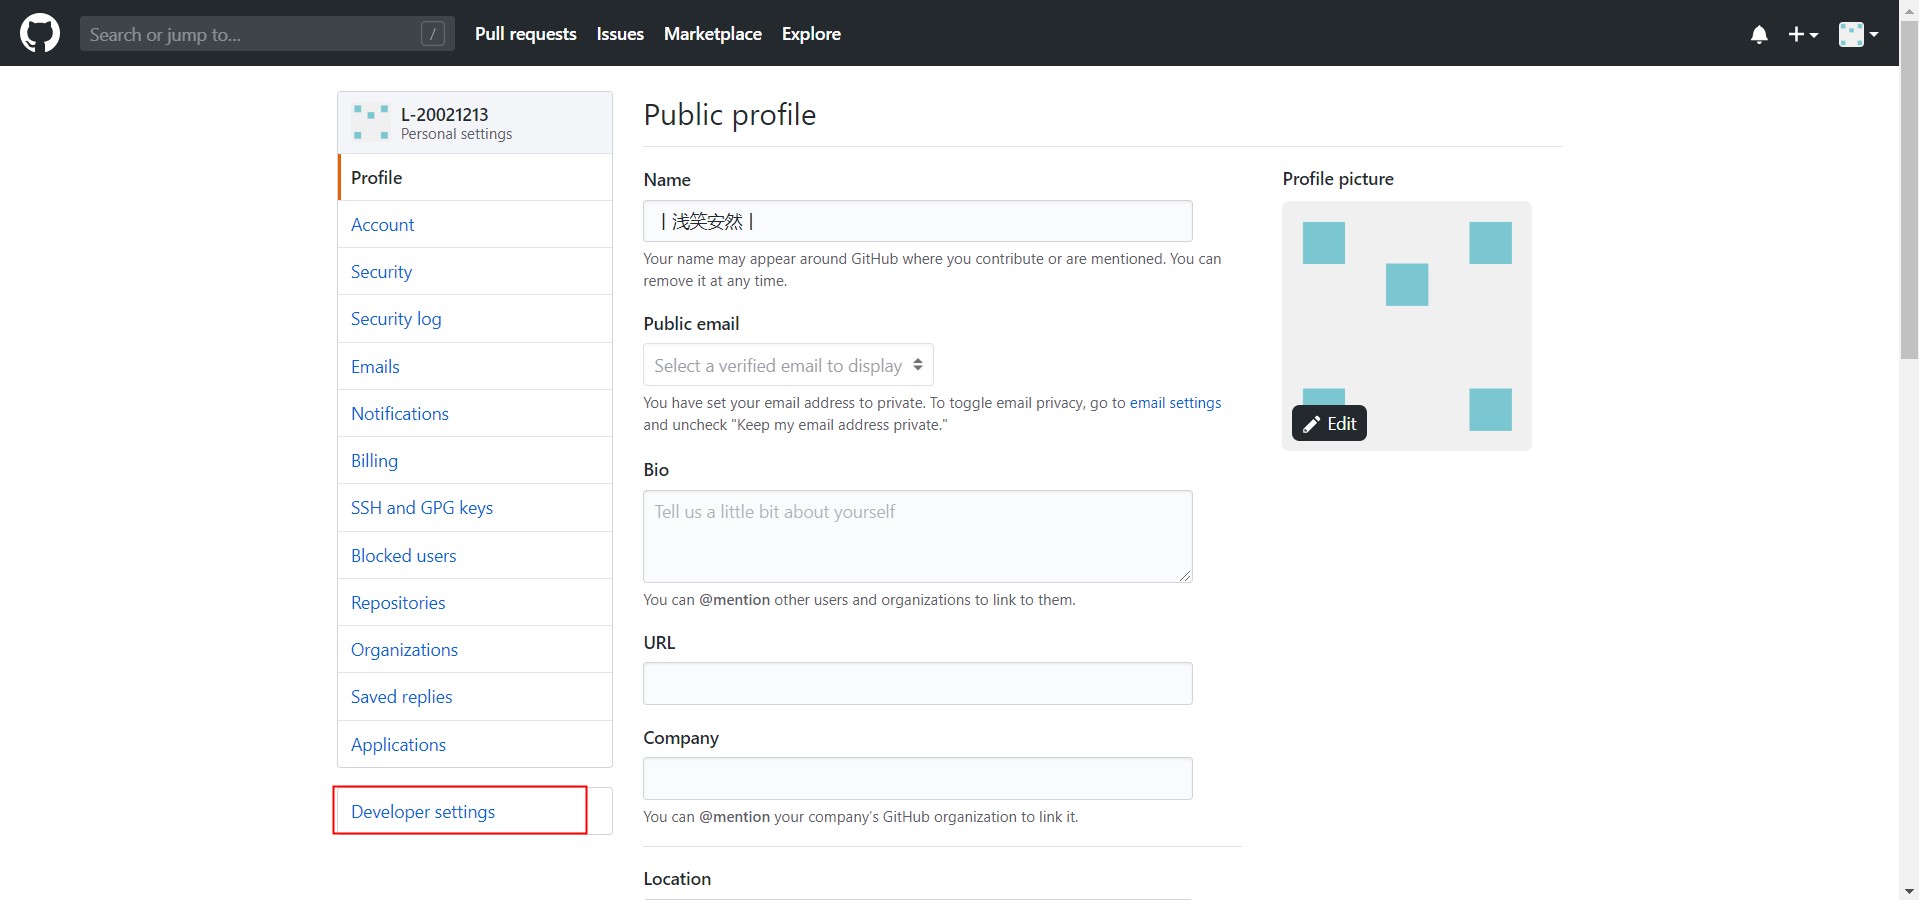 Search or jump to...
/
Pull requests
Issues
Marketplace
Explore
L-20021213
Personal settings
Profile
Account
Security
Security log
Emails
Notifications
Billing
SSH and GPG keys
Blocked users
Repositories
Organizations
Saved replies
Applications
Developer settings
Public profile
Name
丨浅笑安然丨
Your name may appear around GitHub where you contribute or are mentioned. You can
remove it at any time.
Public email
Select a verified email to display
You have set your email address to private. To toggle email privacy, go to email settings
and uncheck "Keep my email address private."
Bio
Tell us a little bit about yourself
You can @mention other users and organizations to link to them.
URL
Company
You can @mention your company’s GitHub organization to link it.
Location
Profile picture
Edit